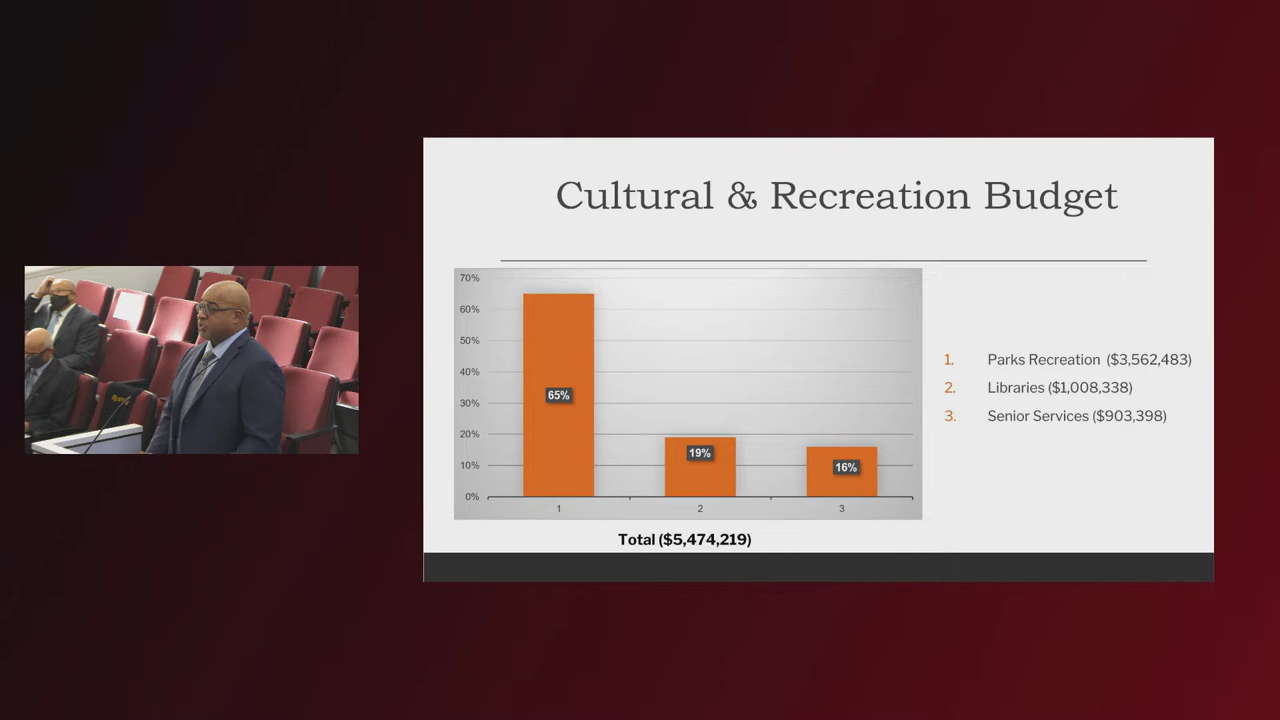 Cultural & Recreation Budget
70%
60%
50%
40%
30%
20%
10%
0%
65%
19%
16%
1
2
3
Total ($5,474,219)
1. Parks Recreation ($3,562,483)
2. Libraries ($1,008,338)
3. Senior Services ($903,398)